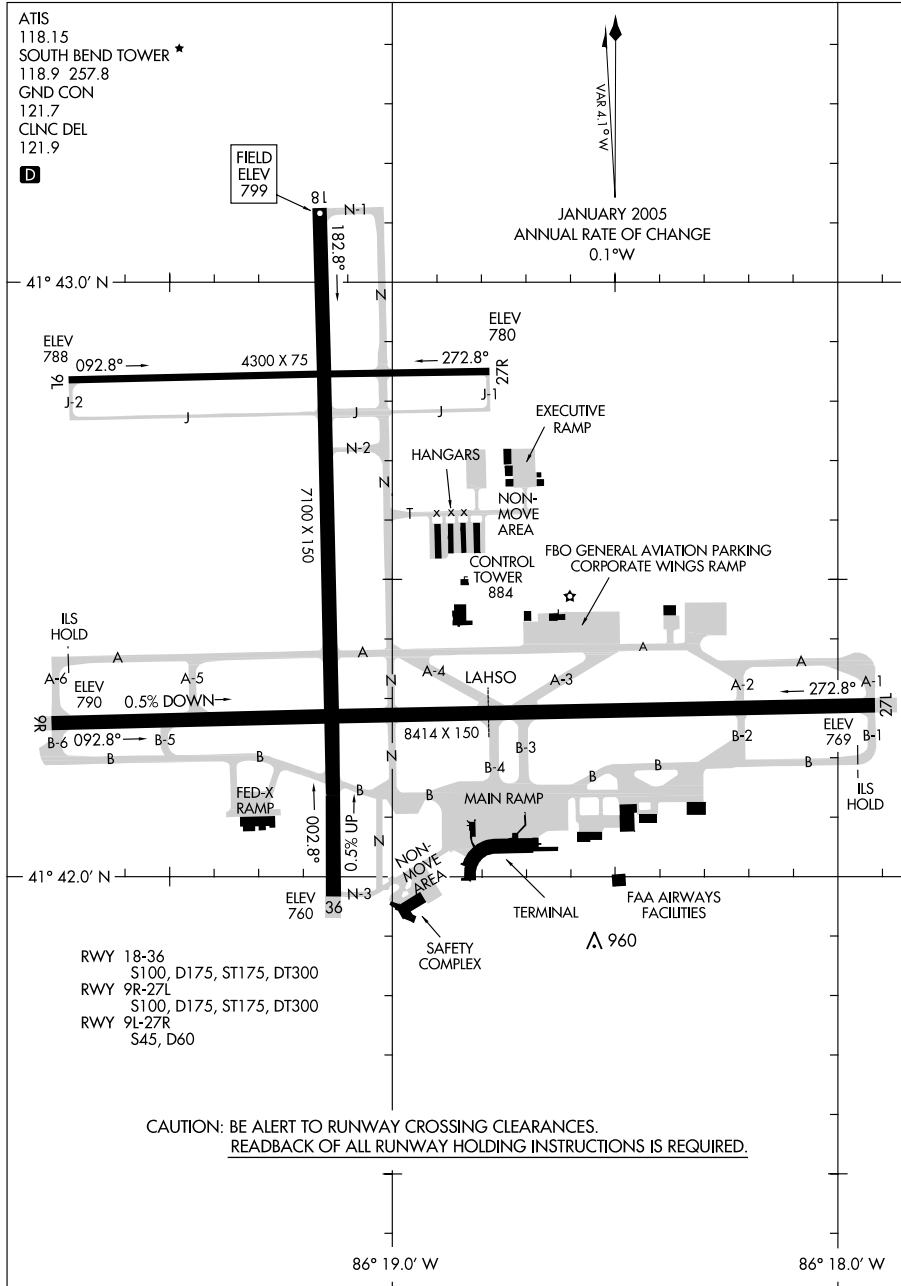 ATIS
118.15
SOUTH BEND TOWER ★
118.9 257.8
GND CON
121.7
CLNC DEL
121.9
D
VAR 4.1° W
JANUARY 2005
ANNUAL RATE OF CHANGE
0.1°W
FIELD
ELEV
799
18
N-1
182.8°
41° 43.0' N
N
ELEV
788
092.8°
4300 X 75
272.8°
ELEV
780
9L
27R
J-2
J
J
J
J-1
N-2
N
7100 X 150
HANGARS
EXECUTIVE
RAMP
T
X X X
NON-
MOVE
AREA
CONTROL
TOWER
884
FBO GENERAL AVIATION PARKING
CORPORATE WINGS RAMP
ILS
HOLD
A
A
A
A
A-6
A-5
A-4
A-3
A-2
A-1
N
LAHSO
ELEV
790
0.5% DOWN
272.8°
9R
27L
092.8°
8414 X 150
ELEV
769
B-6
B-5
B-4
B-3
B-2
B-1
B
B
B
B
B
B
B
N
ILS
HOLD
FED-X
RAMP
002.8°
0.5% UP
N
MAIN RAMP
NON-
MOVE
AREA
41° 42.0' N
ELEV
760
36
N-3
TERMINAL
FAA AIRWAYS
FACILITIES
SAFETY
COMPLEX
960
RWY 18-36
S100, D175, ST175, DT300
RWY 9R-27L
S100, D175, ST175, DT300
RWY 9L-27R
S45, D60
CAUTION: BE ALERT TO RUNWAY CROSSING CLEARANCES.
READBACK OF ALL RUNWAY HOLDING INSTRUCTIONS IS REQUIRED.
86° 19.0' W
86° 18.0' W